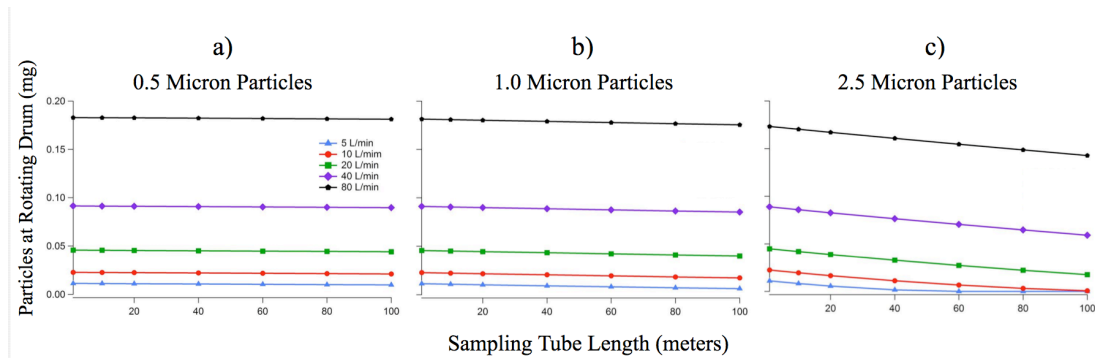 a)
0.5 Micron Particles
b)
1.0 Micron Particles
c)
2.5 Micron Particles
Particles at Rotating Drum (mg)
0.20
0.15
0.10
0.05
0.00
5 L/min
10 L/mim
20 L/min
40 L/min
80 L/min
20 40 60 80 100
20 40 60 80 100
20 40 60 80 100
Sampling Tube Length (meters)